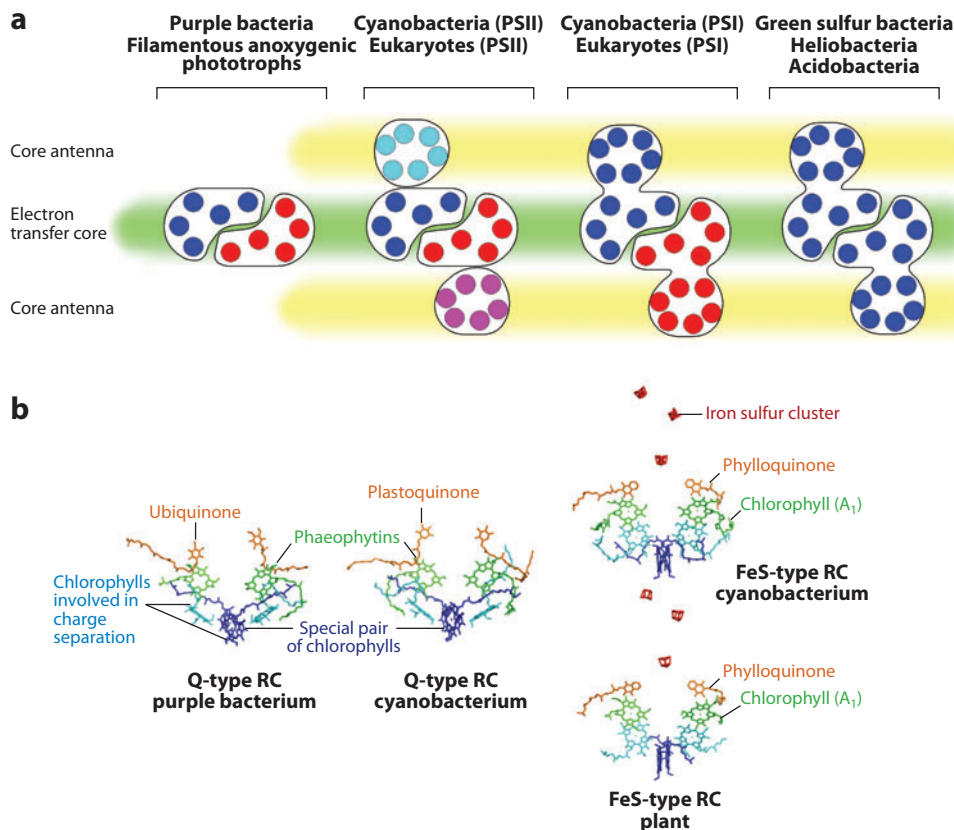 a
Purple bacteria
Filamentous anoxygenic
phototrophs
Cyanobacteria (PSII)
Eukaryotes (PSII)
Cyanobacteria (PSI)
Eukaryotes (PSI)
Green sulfur bacteria
Heliobacteria
Acidobacteria
Core antenna
Electron
transfer core
Core antenna
b
Iron sulfur cluster
Phylloquinone
Chlorophyll (A₁)
FeS-type RC
cyanobacterium
Ubiquinone
Plastoquinone
Phaeophytins
Chlorophylls
involved in
charge
separation
Special pair
of chlorophylls
Q-type RC
purple bacterium
Q-type RC
cyanobacterium
Phylloquinone
Chlorophyll (A₁)
FeS-type RC
plant